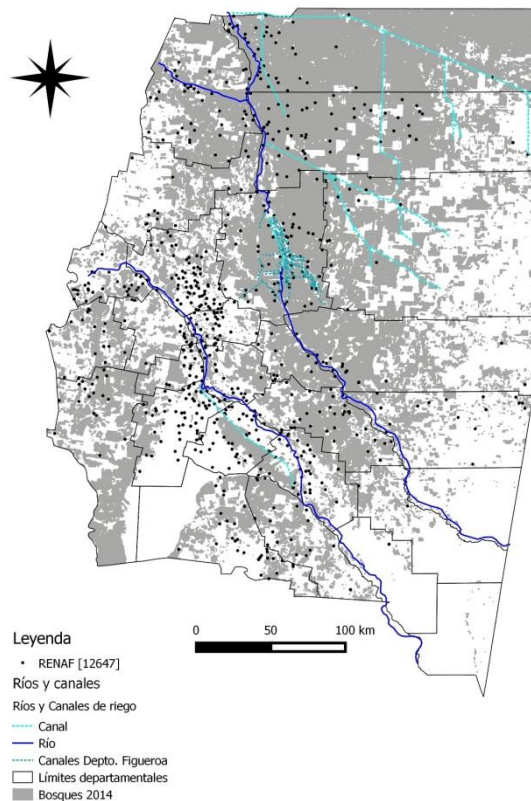 0 50 100 km
Leyenda
RENAF [12647]
Ríos y canales
Ríos y Canales de riego
Canal
Río
Canales Depto. Figueroa
Límites departamentales
Bosques 2014